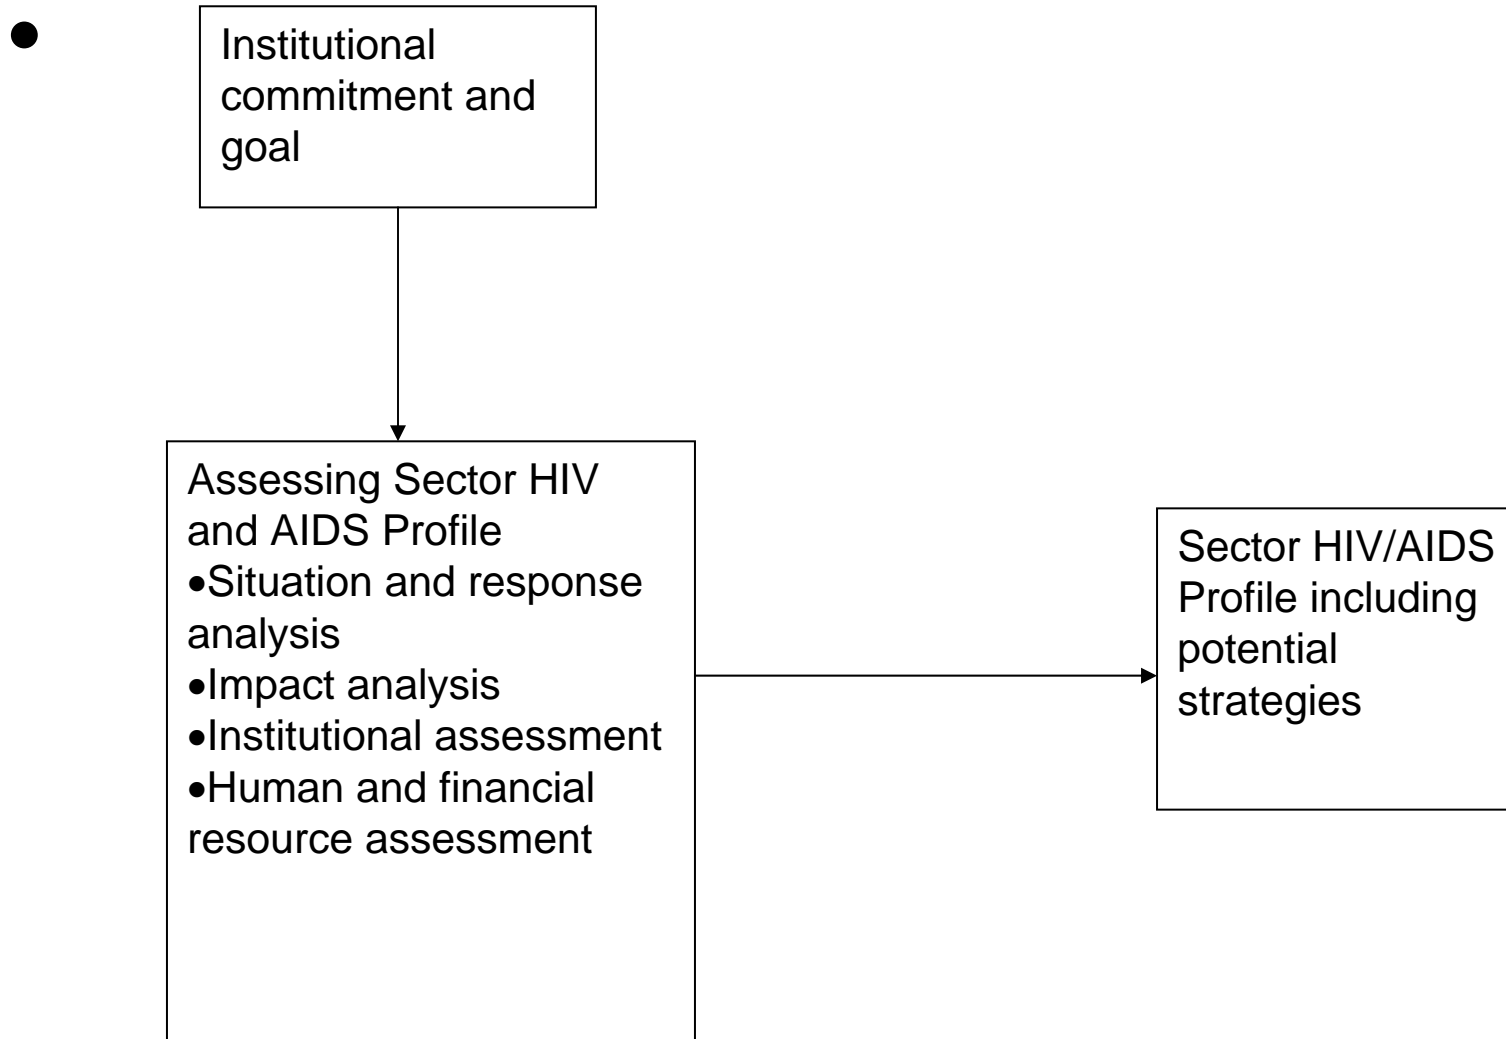 •
Institutional
commitment and
goal
Assessing Sector HIV
and AIDS Profile
•Situation and response
analysis
•Impact analysis
•Institutional assessment
•Human and financial
resource assessment
Sector HIV/AIDS
Profile including
potential
strategies